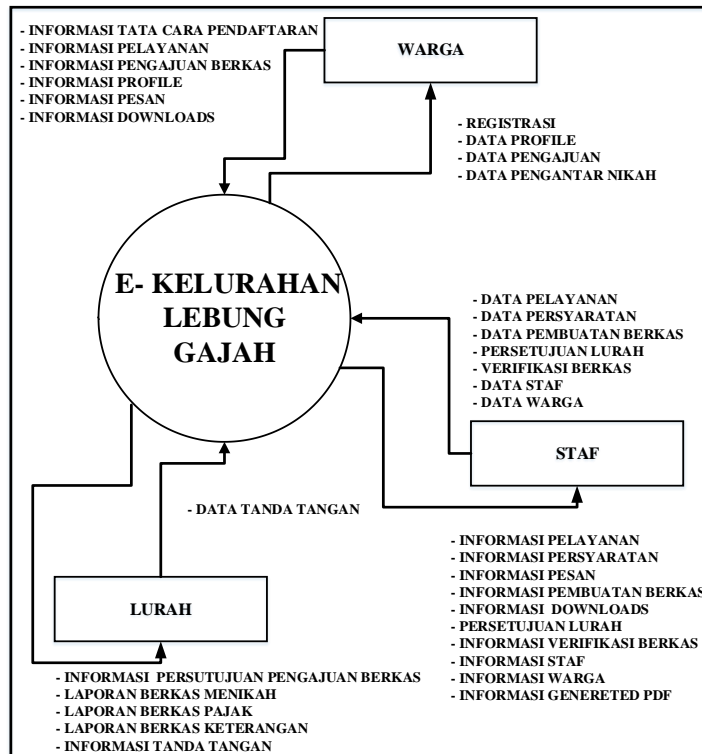 - INFORMASI TATA CARA PENDAFTARAN
- INFORMASI PELAYANAN
- INFORMASI PENGAJUAN BERKAS
- INFORMASI PROFILE
- INFORMASI PESAN
- INFORMASI DOWNLOADS
WARGA
- REGISTRASI
- DATA PROFILE
- DATA PENGAJUAN
- DATA PENGANTAR NIKAH
E- KELURAHAN
LEBUNG
GAJAH
- DATA PELAYANAN
- DATA PERSYARATAN
- DATA PEMBUATAN BERKAS
- PERSETUJUAN LURAH
- VERIFIKASI BERKAS
- DATA STAF
- DATA WARGA
STAF
- DATA TANDA TANGAN
- INFORMASI PELAYANAN
- INFORMASI PERSYARATAN
- INFORMASI PESAN
- INFORMASI PEMBUATAN BERKAS
- INFORMASI DOWNLOADS
- PERSETUJUAN LURAH
- INFORMASI VERIFIKASI BERKAS
- INFORMASI STAF
- INFORMASI WARGA
- INFORMASI GENERETED PDF
LURAH
- INFORMASI PERSUTUJUAN PENGAJUAN BERKAS
- LAPORAN BERKAS MENIKAH
- LAPORAN BERKAS PAJAK
- LAPORAN BERKAS KETERANGAN
- INFORMASI TANDA TANGAN